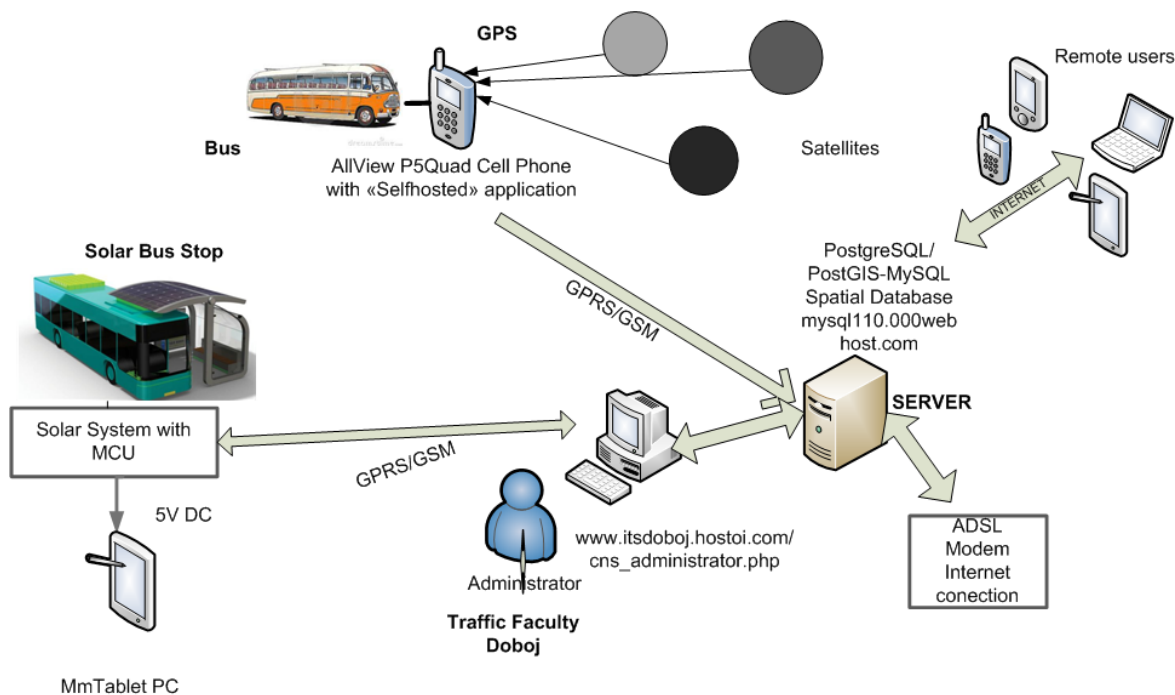 GPS
Remote users
Bus
Satellites
AllView P5Quad Cell Phone
with «Selfhosted» application
INTERNET
Solar Bus Stop
PostgreSQL/
PostGIS-MySQL
Spatial Database
mysql110.000web
host.com
GPRS/GSM
SERVER
Solar System with
MCU
GPRS/GSM
5V DC
www.itsdoboj.hostoi.com/
cns_administrator.php
Administrator
ADSL
Modem
Internet
conection
Traffic Faculty
Doboj
MmTablet PC